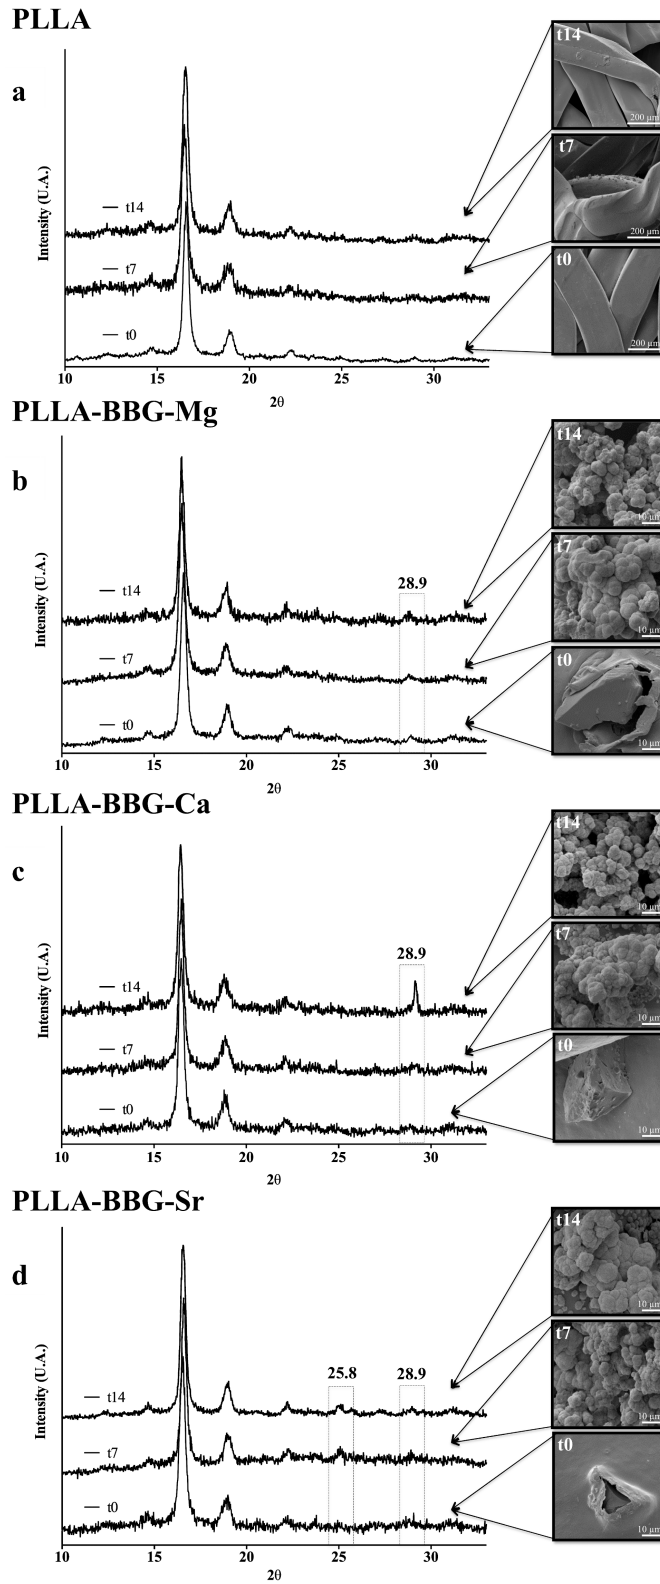 PLLA
a
Intensity (U.A.)
t14
t7
t0
10 15 20 25 30
2θ
t14
200 µm
t7
200 µm
t0
200 µm
PLLA-BBG-Mg
b
Intensity (U.A.)
28.9
t14
t7
t0
10 15 20 25 30
2θ
t14
10 µm
t7
10 µm
t0
10 µm
PLLA-BBG-Ca
c
Intensity (U.A.)
28.9
t14
t7
t0
10 15 20 25 30
2θ
t14
10 µm
t7
10 µm
t0
10 µm
PLLA-BBG-Sr
d
Intensity (U.A.)
25.8 28.9
t14
t7
t0
10 15 20 25 30
2θ
t14
10 µm
t7
10 µm
t0
10 µm